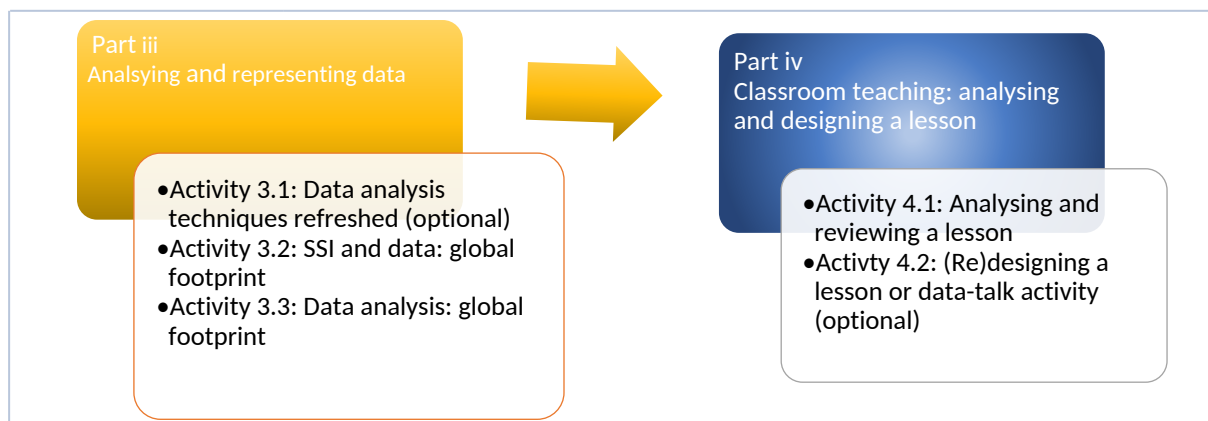 Part iii
Analsying and representing data
•Activity 3.1: Data analysis
techniques refreshed (optional)
•Activity 3.2: SSI and data: global
footprint
•Activity 3.3: Data analysis: global
footprint
Part iv
Classroom teaching: analysing
and designing a lesson
•Activity 4.1: Analysing and
reviewing a lesson
•Activty 4.2: (Re)designing a
lesson or data-talk activity
(optional)